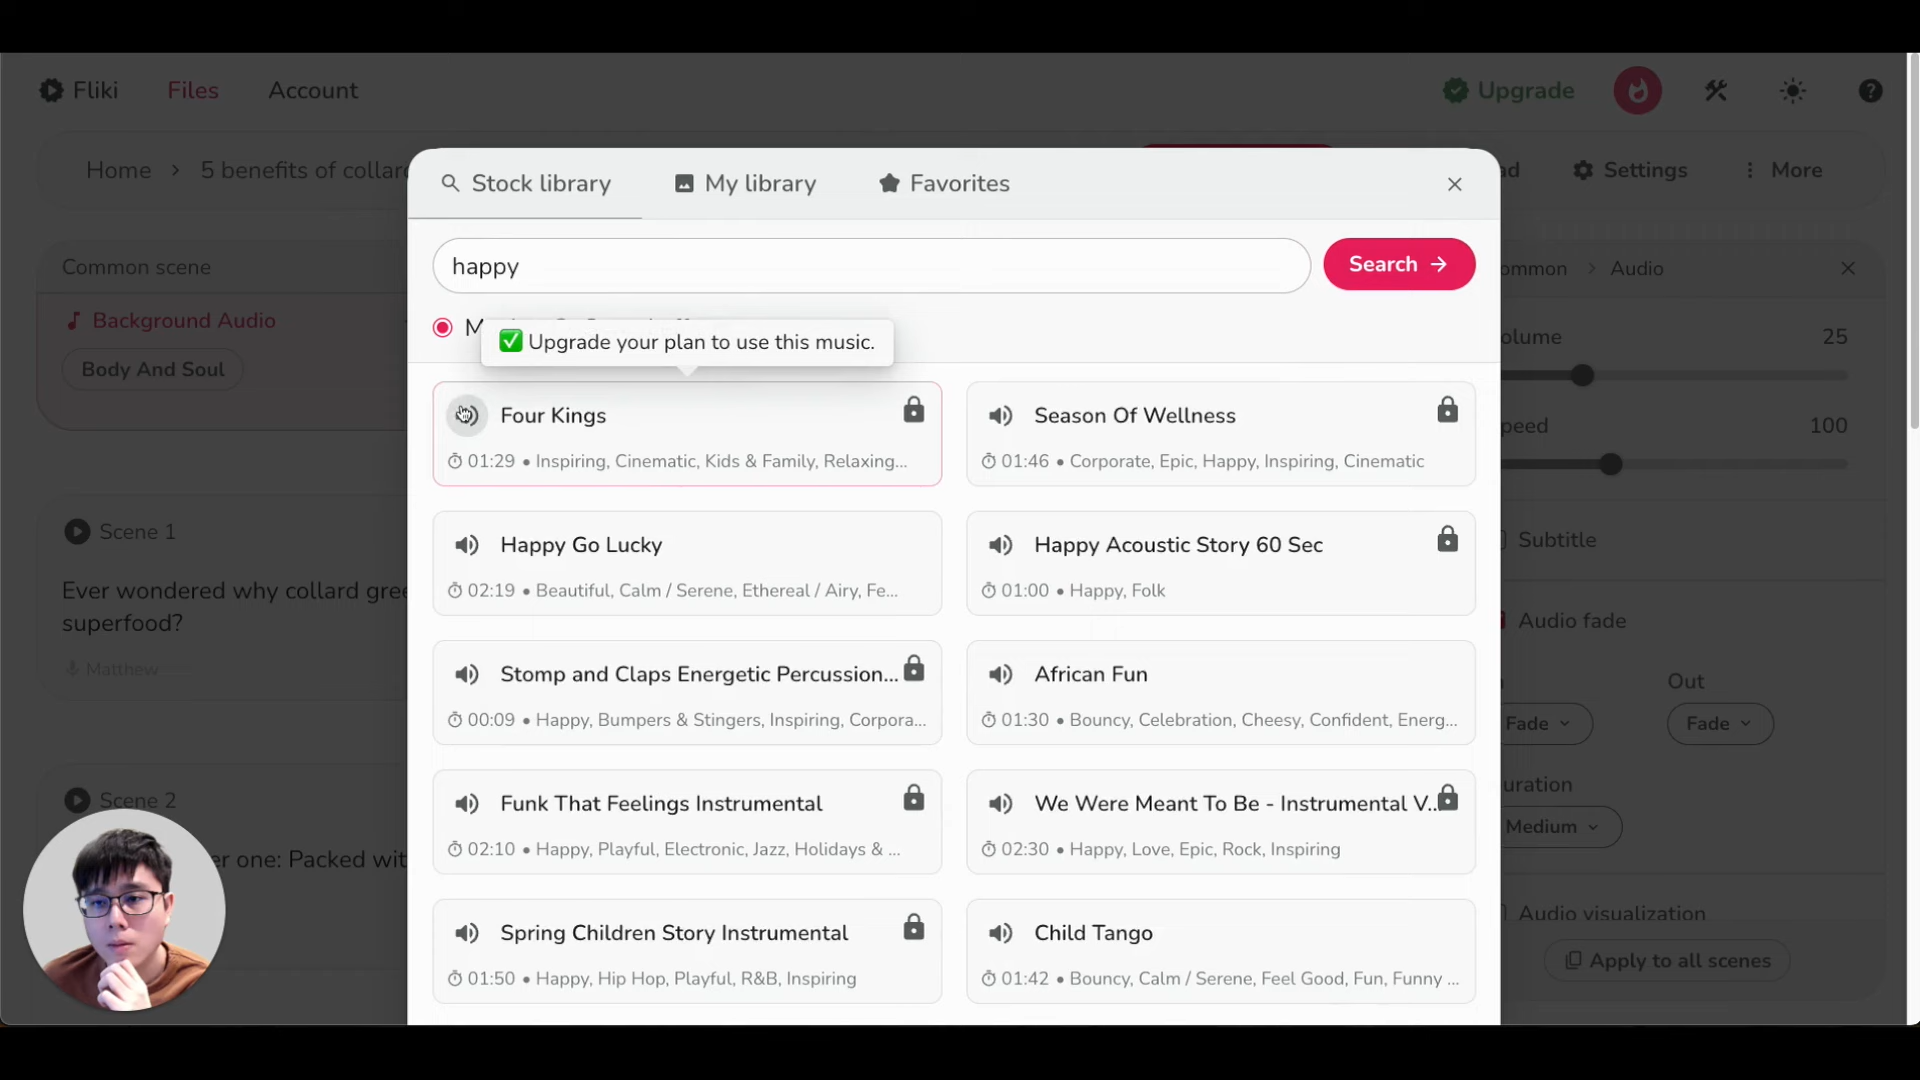 Fliki
Files
Account
Upgrade
Home
5 benefits of collar
ad
Settings
More
Stock library
My library
Favorites
happy
Search
Upgrade your plan to use this music.
Common scene
Background Audio
Body And Soul
Scene 1
Ever wondered why collard gree
superfood?
Matthew
Scene 2
er one: Packed wit
Four Kings
01:29 • Inspiring, Cinematic, Kids & Family, Relaxing...
Season Of Wellness
01:46 • Corporate, Epic, Happy, Inspiring, Cinematic
Happy Go Lucky
02:19 • Beautiful, Calm / Serene, Ethereal / Airy, Fe...
Happy Acoustic Story 60 Sec
01:00 • Happy, Folk
Stomp and Claps Energetic Percussion...
00:09 • Happy, Bumpers & Stingers, Inspiring, Corpora...
African Fun
01:30 • Bouncy, Celebration, Cheesy, Confident, Energ...
Funk That Feelings Instrumental
02:10 • Happy, Playful, Electronic, Jazz, Holidays & ...
We Were Meant To Be - Instrumental V...
02:30 • Happy, Love, Epic, Rock, Inspiring
Spring Children Story Instrumental
01:50 • Happy, Hip Hop, Playful, R&B, Inspiring
Child Tango
01:42 • Bouncy, Calm / Serene, Feel Good, Fun, Funny ...
ommon
Audio
olume
25
peed
100
Subtitle
Audio fade
Out
Fade
Fade
uration
Medium
Audio visualization
Apply to all scenes